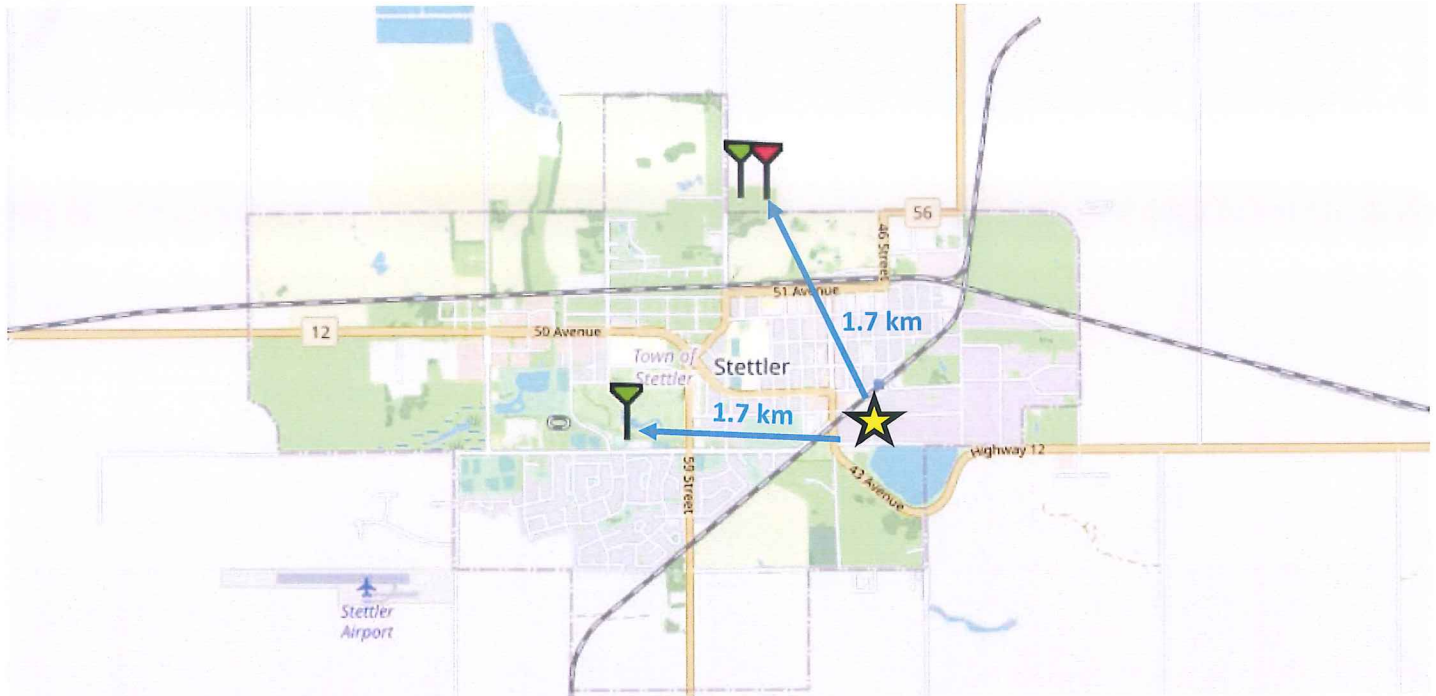 56
46 Street
51 Avenue
12
50 Avenue
1.7 km
Town of
Stettler
Stettler
1.7 km
Highway 12
59 Street
43 Avenue
Stettler
Airport